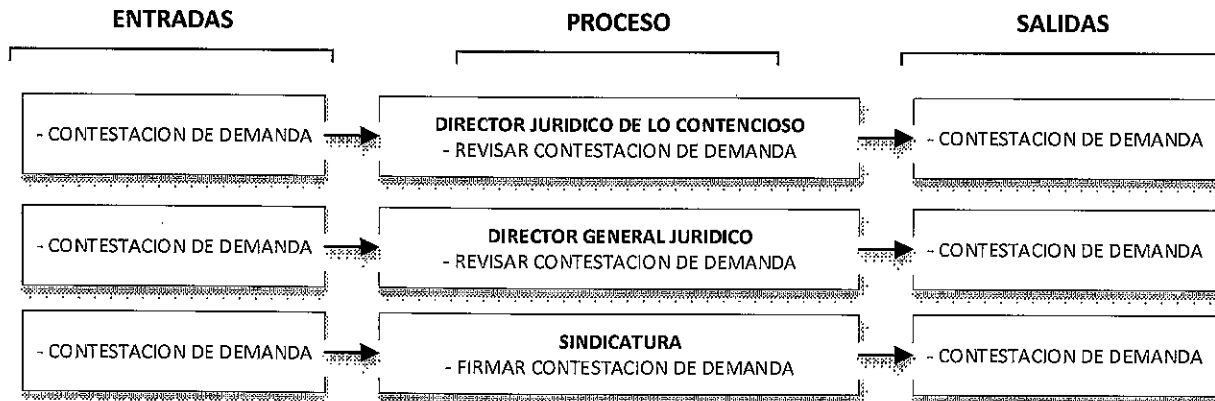 ENTRADAS PROCESO SALIDAS
- CONTESTACION DE DEMANDA
DIRECTOR JURIDICO DE LO CONTENCIOSO
- REVISAR CONTESTACION DE DEMANDA
- CONTESTACION DE DEMANDA
- CONTESTACION DE DEMANDA
DIRECTOR GENERAL JURIDICO
- REVISAR CONTESTACION DE DEMANDA
- CONTESTACION DE DEMANDA
- CONTESTACION DE DEMANDA
SINDICATURA
- FIRMAR CONTESTACION DE DEMANDA
- CONTESTACION DE DEMANDA